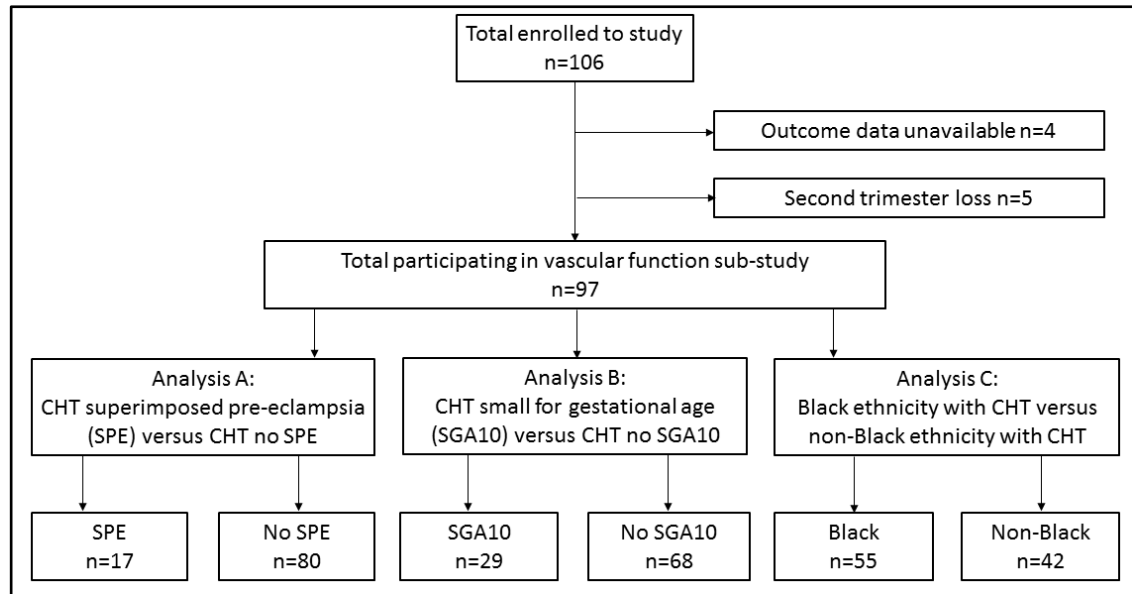 Total enrolled to study
n=106
Outcome data unavailable n=4
Second trimester loss n=5
Total participating in vascular function sub-study
n=97
Analysis A:
CHT superimposed pre-eclampsia
(SPE) versus CHT no SPE
Analysis B:
CHT small for gestational age
(SGA10) versus CHT no SGA10
Analysis C:
Black ethnicity with CHT versus
non-Black ethnicity with CHT
SPE
n=17
No SPE
n=80
SGA10
n=29
No SGA10
n=68
Black
n=55
Non-Black
n=42